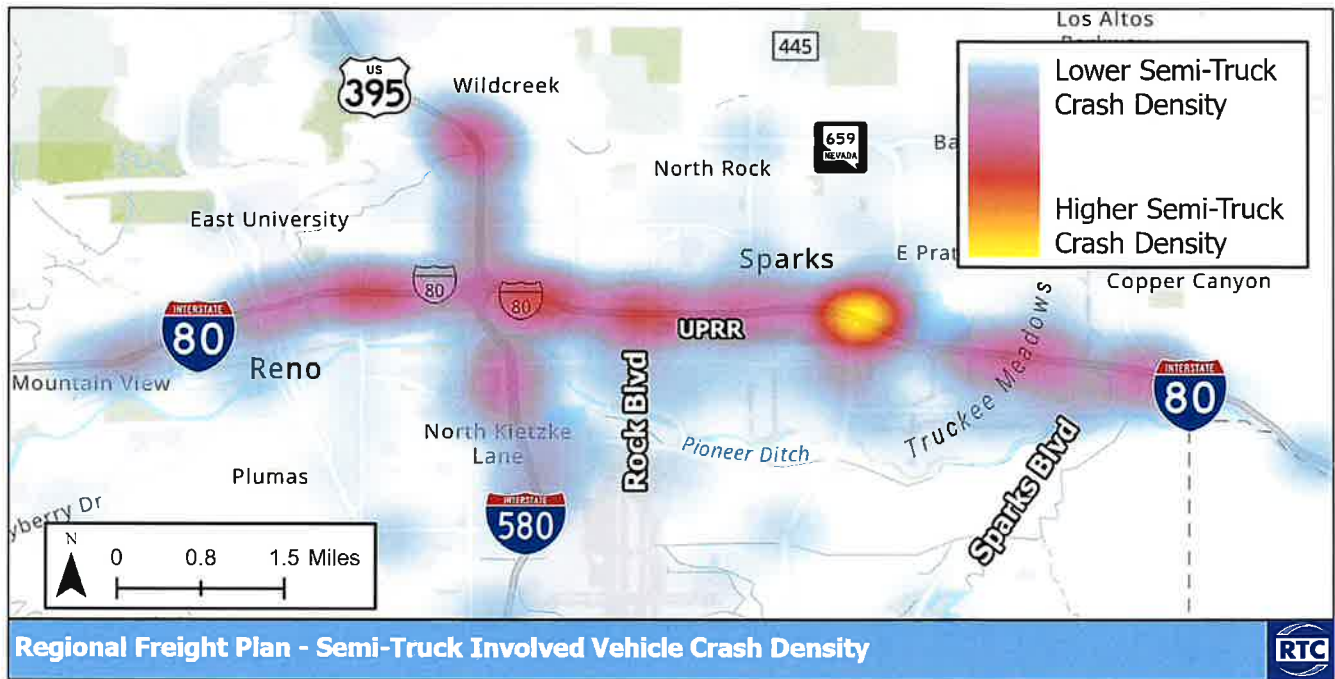 Los Altos
445
US
395
Wildcreek
Lower Semi-Truck
Crash Density
659
NEVADA
North Rock
East University
Higher Semi-Truck
Crash Density
Sparks
Copper Canyon
80
80
INTERSTATE
80
UPRR
Reno
Truckee Meadows
Mountain View
INTERSTATE
80
Rock Blvd
North Kietzke
Lane
Pioneer Ditch
Plumas
Sparks Blvd
INTERSTATE
580
yberry Dr
N
0 0.8 1.5 Miles
Regional Freight Plan - Semi-Truck Involved Vehicle Crash Density
RTC